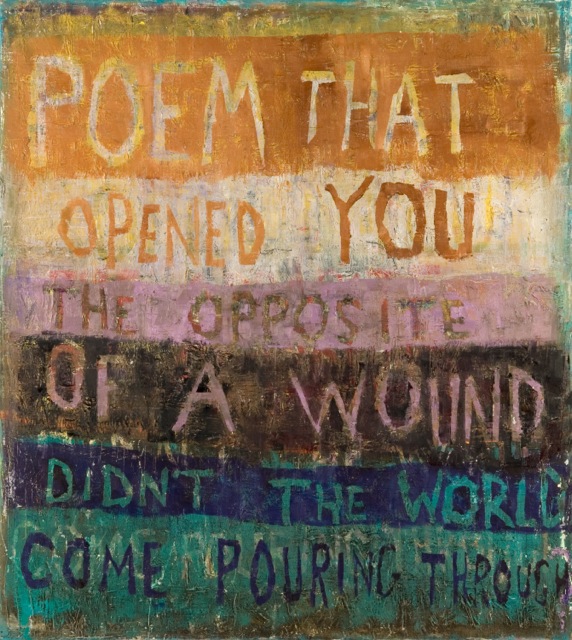 POEM THAT
OPENED YOU
THE OPPOSITE
OF A WOUND
DIDN'T THE WORLD
COME POURING THROUGH